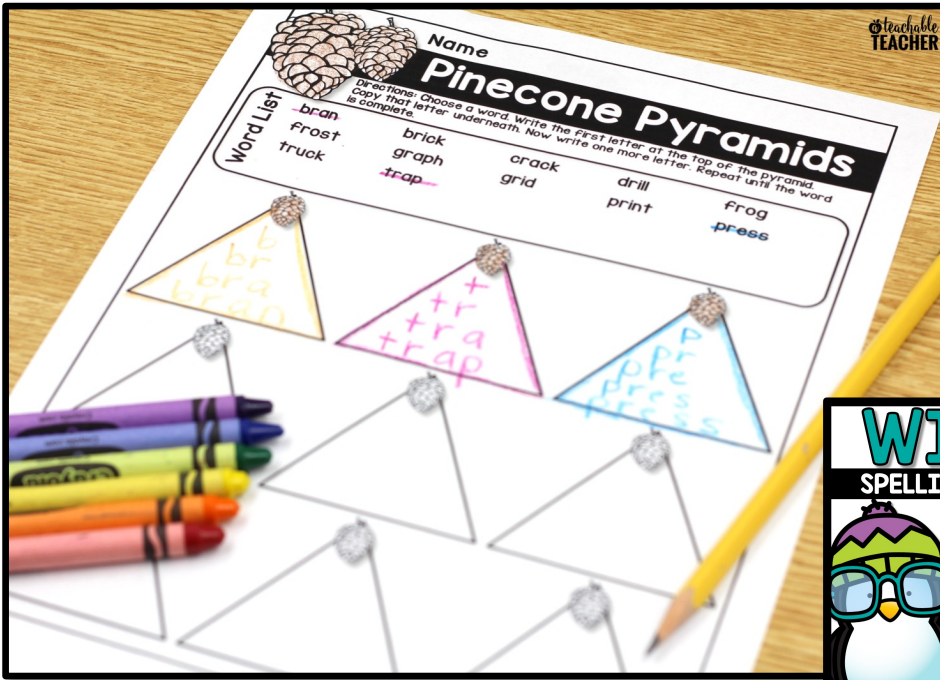 a teachable
TEACHER
Name
Pinecone Pyramids
Directions: Choose a word. Write the first letter at the top of the pyramid.
Copy that letter underneath. Now write one more letter. Repeat until the word
is complete.
Word List
bran
frost
truck
brick
graph
trap
crack
grid
drill
print
frog
press
b
br
bra
bran
t
tr
tra
trap
p
pr
pre
pres
press
WI
SPELLI